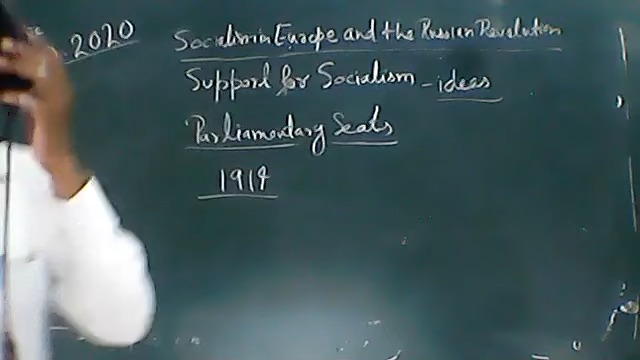 .2020
Socialism in Europe and the Russian Revolution
Support for Socialism - ideas
Parliamentary Seats
1914